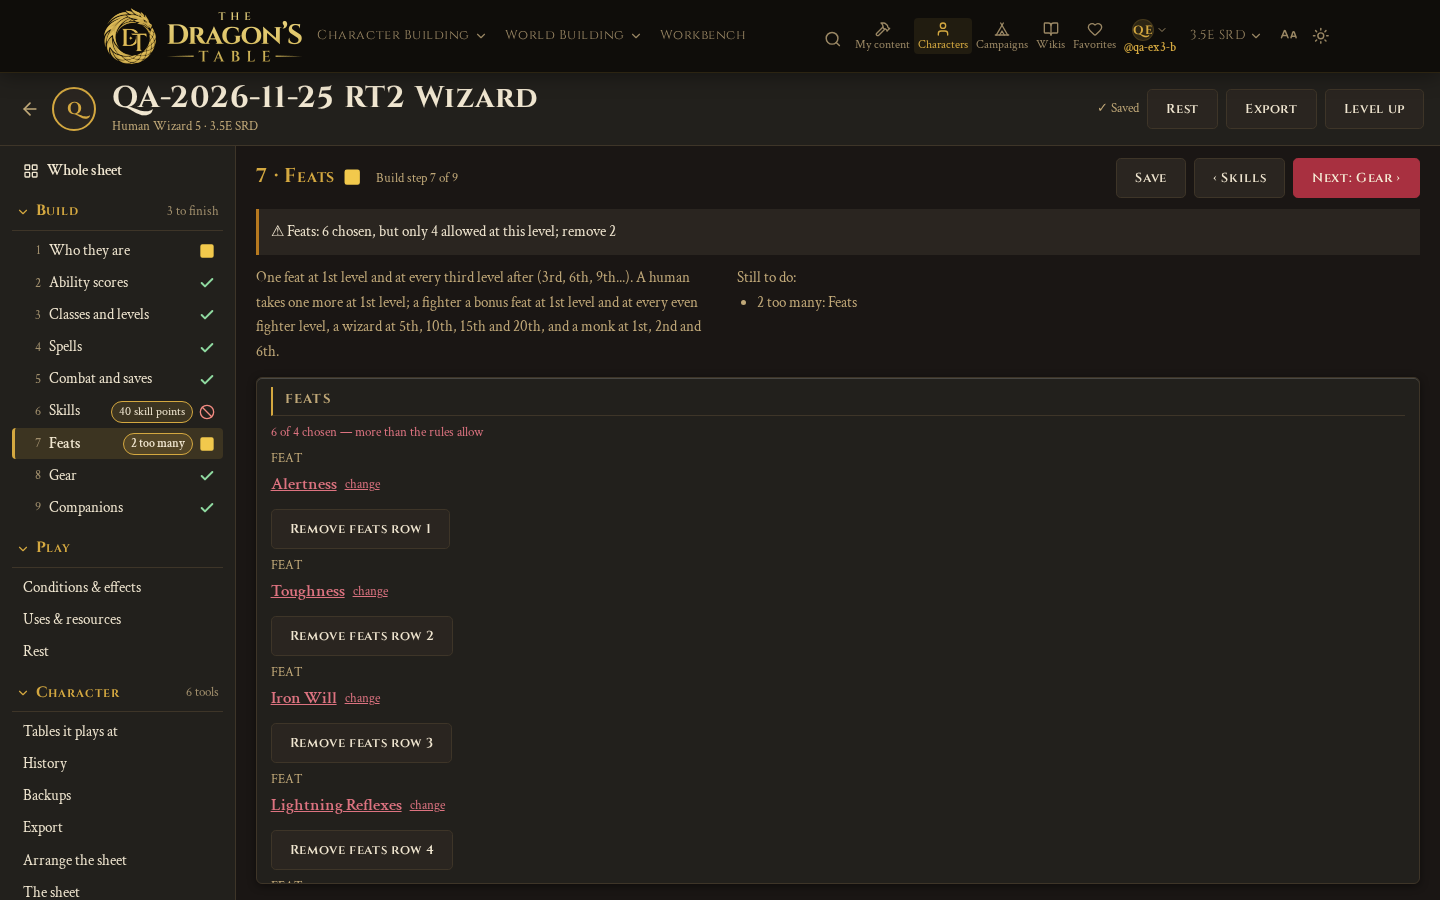 THE
DRAGON'S
TABLE
DT
Character Building
World Building
Workbench
My content
Characters
Campaigns
Wikis
Favorites
QE
@qa-ex3-b
3.5E SRD
AA
Q
QA-2026-11-25 RT2 Wizard
Human Wizard 5 · 3.5E SRD
✓ Saved
Rest
Export
Level up
Whole sheet
Build
3 to finish
1 Who they are
2 Ability scores
3 Classes and levels
4 Spells
5 Combat and saves
6 Skills 40 skill points
7 Feats 2 too many
8 Gear
9 Companions
Play
Conditions & effects
Uses & resources
Rest
Character
6 tools
Tables it plays at
History
Backups
Export
Arrange the sheet
The sheet
7 · Feats
Build step 7 of 9
Save
‹ Skills
Next: Gear ›
⚠ Feats: 6 chosen, but only 4 allowed at this level; remove 2
One feat at 1st level and at every third level after (3rd, 6th, 9th...). A human
takes one more at 1st level; a fighter a bonus feat at 1st level and at every even
fighter level, a wizard at 5th, 10th, 15th and 20th, and a monk at 1st, 2nd and
6th.
Still to do:
• 2 too many: Feats
FEATS
6 of 4 chosen — more than the rules allow
FEAT
Alertness change
Remove feats row 1
FEAT
Toughness change
Remove feats row 2
FEAT
Iron Will change
Remove feats row 3
FEAT
Lightning Reflexes change
Remove feats row 4
FEAT